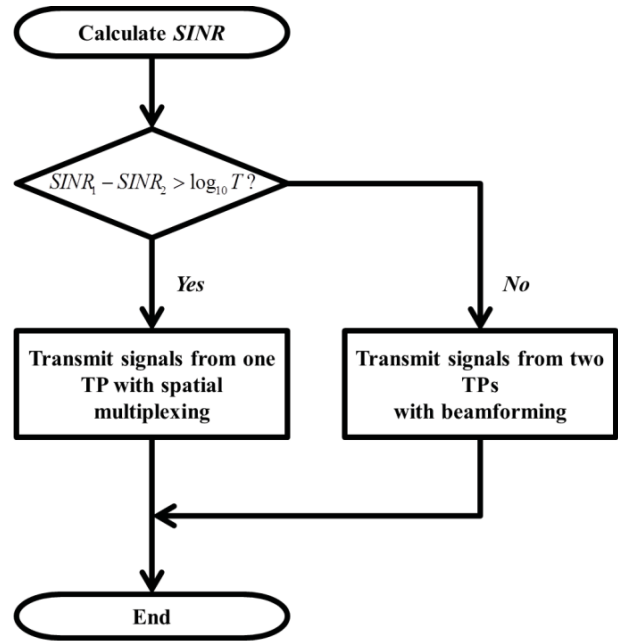 Calculate SINR
SINR₁ − SINR₂ > log₁₀ T ?
Yes
No
Transmit signals from one
TP with spatial
multiplexing
Transmit signals from two
TPs
with beamforming
End